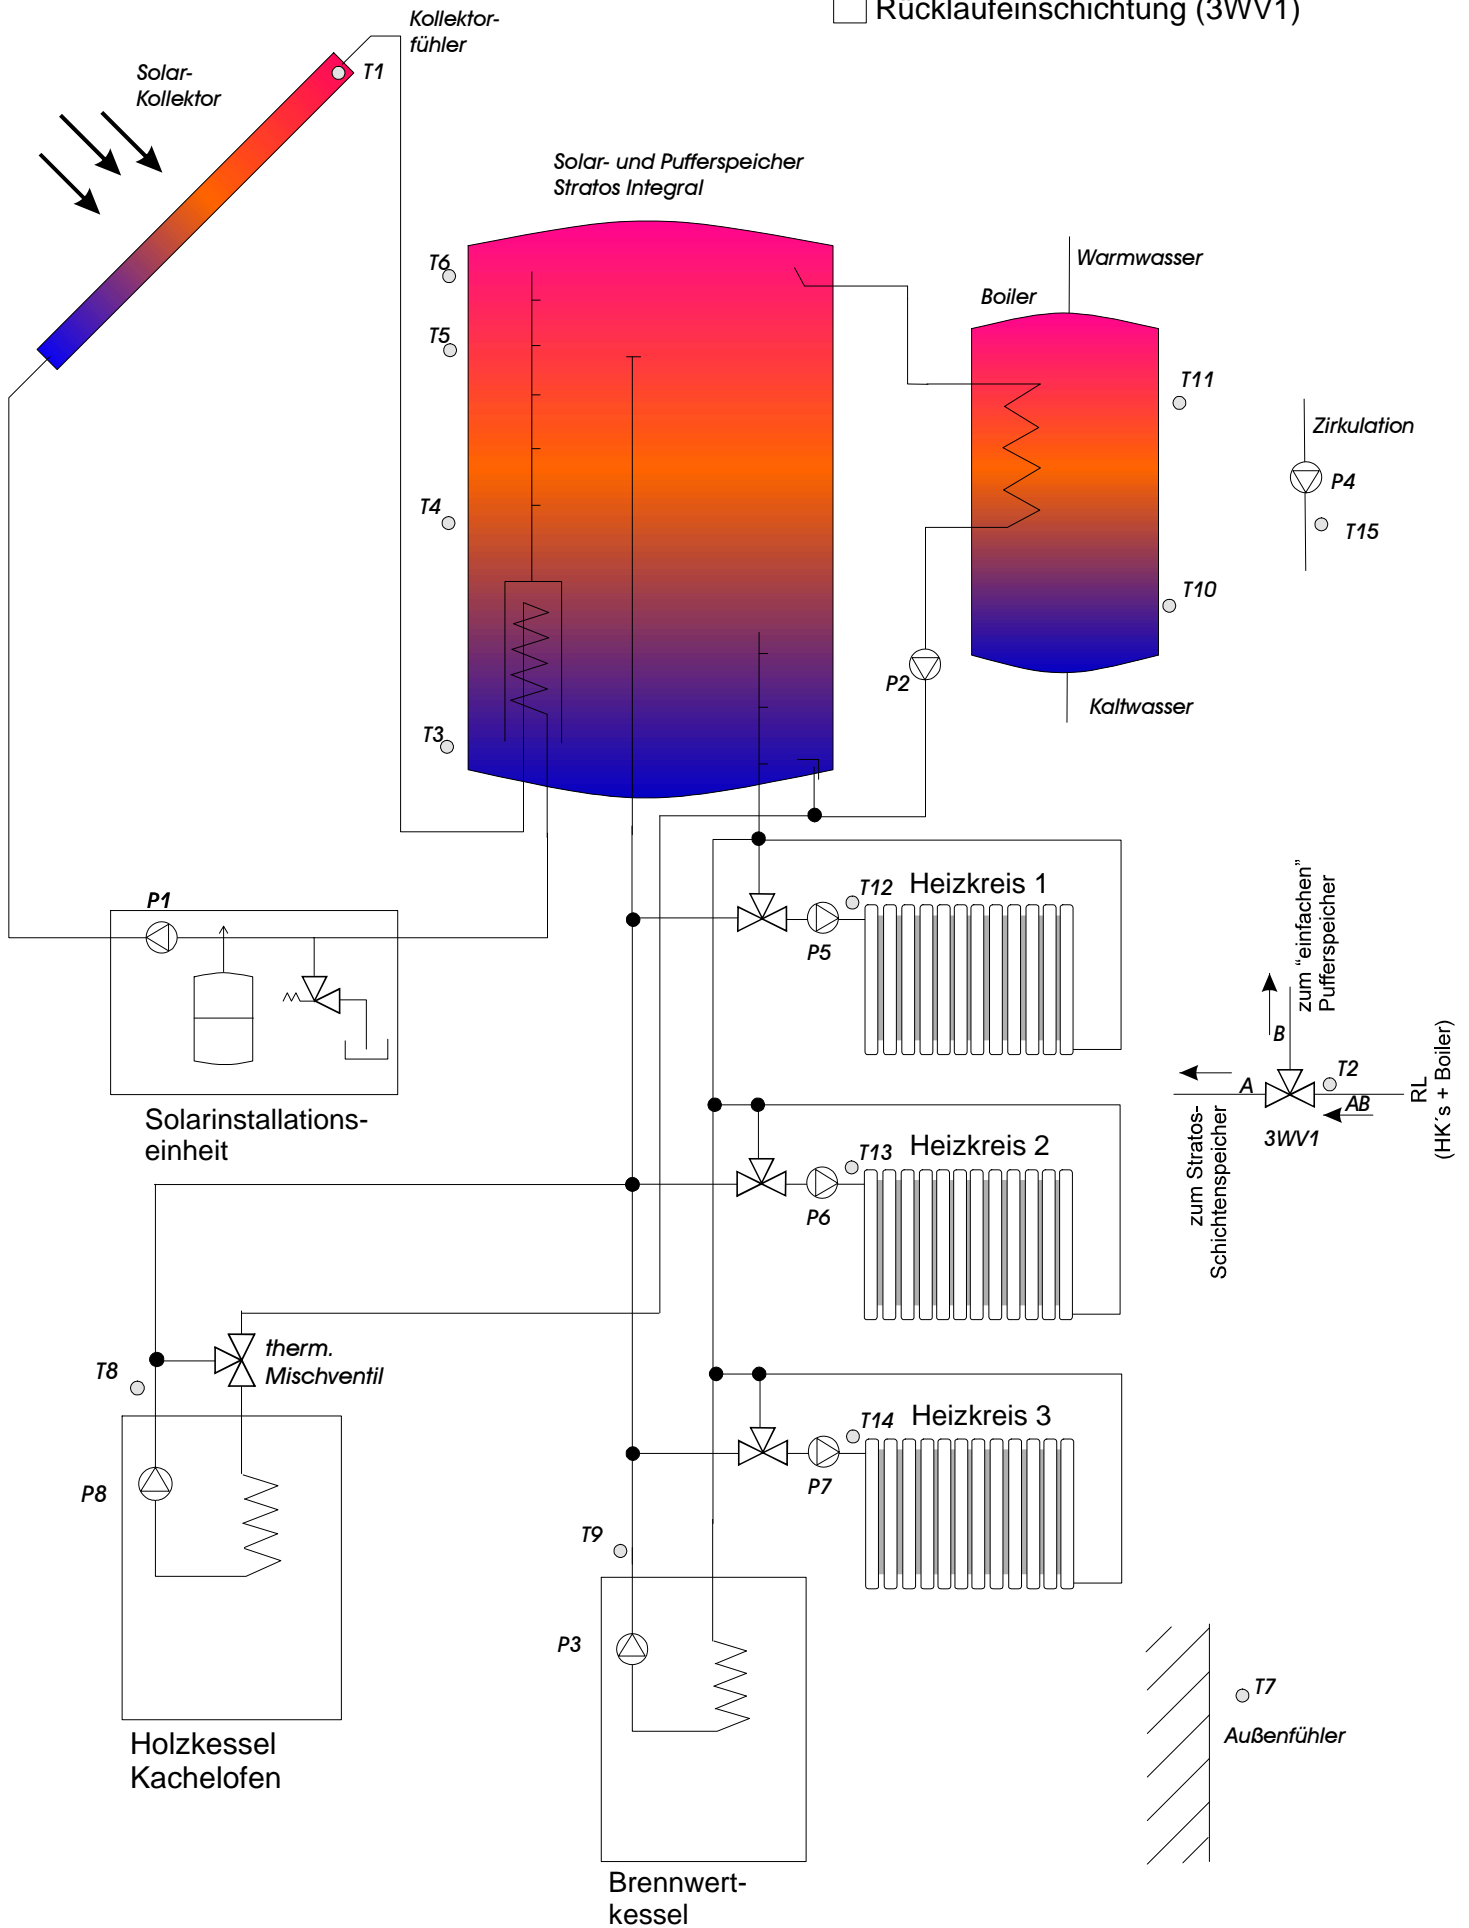 Rücklaufeinschichtung (3WV1)
Kollektor-
fühler
T1
Solar-
Kollektor
Solar- und Pufferspeicher
Stratos Integral
T6
T5
T4
T3
Warmwasser
Boiler
T11
Zirkulation
P4
T15
T10
P2
Kaltwasser
P1
Solarinstallations-
einheit
T12
Heizkreis 1
P5
T13
Heizkreis 2
P6
T14
Heizkreis 3
P7
zum “einfachen”
Pufferspeicher
B
A
T2
AB
3WV1
RL
(HK´s + Boiler)
zum Stratos-
Schichtenspeicher
therm.
Mischventil
T8
P8
Holzkessel
Kachelofen
T9
P3
Brennwert-
kessel
T7
Außenfühler